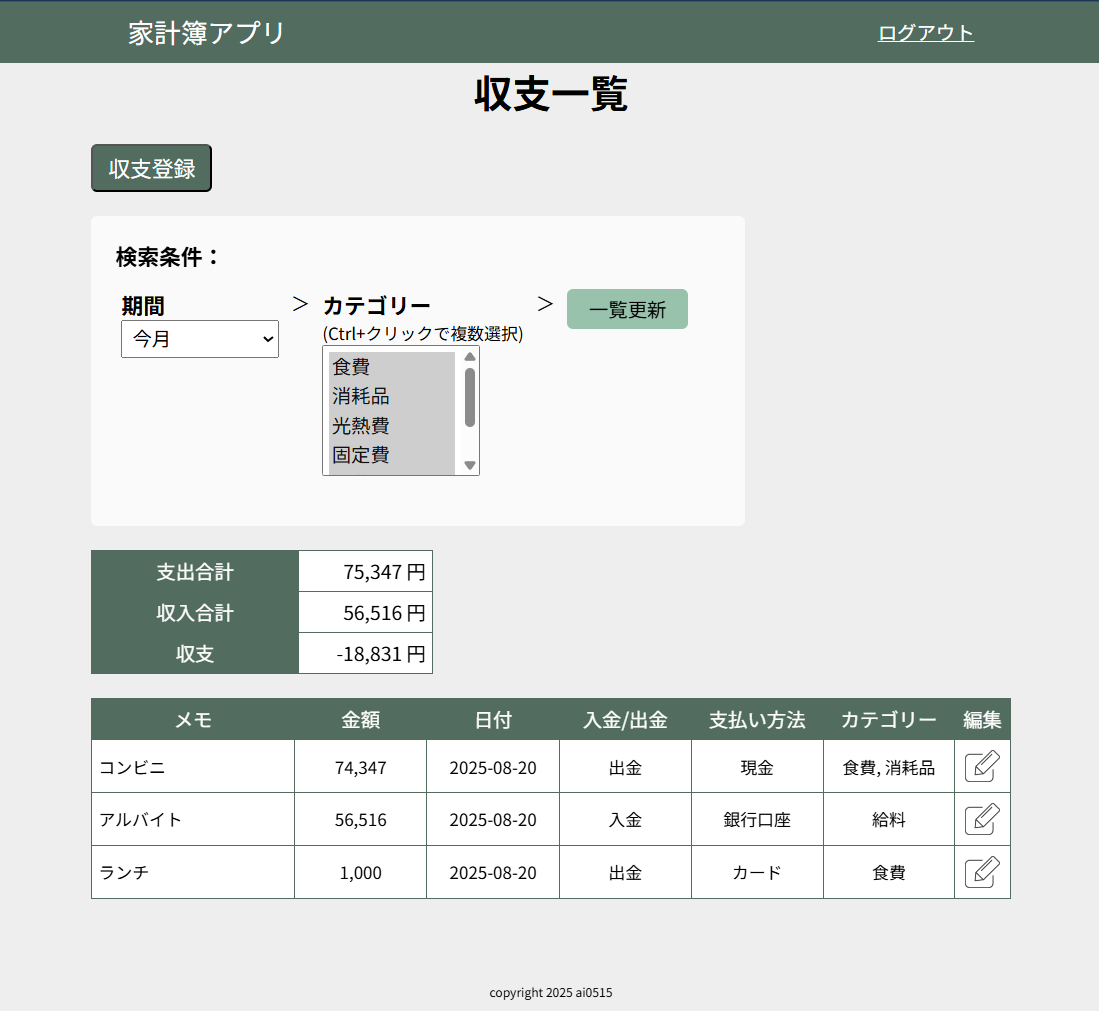 家計簿アプリ ログアウト
収支一覧
収支登録
検索条件：
期間 > カテゴリー > 一覧更新
今月 (Ctrl+クリックで複数選択)
食費
消耗品
光熱費
固定費
支出合計 75,347 円
収入合計 56,516 円
収支 -18,831 円
メモ 金額 日付 入金/出金 支払い方法 カテゴリー 編集
コンビニ 74,347 2025-08-20 出金 現金 食費, 消耗品
アルバイト 56,516 2025-08-20 入金 銀行口座 給料
ランチ 1,000 2025-08-20 出金 カード 食費
copyright 2025 ai0515